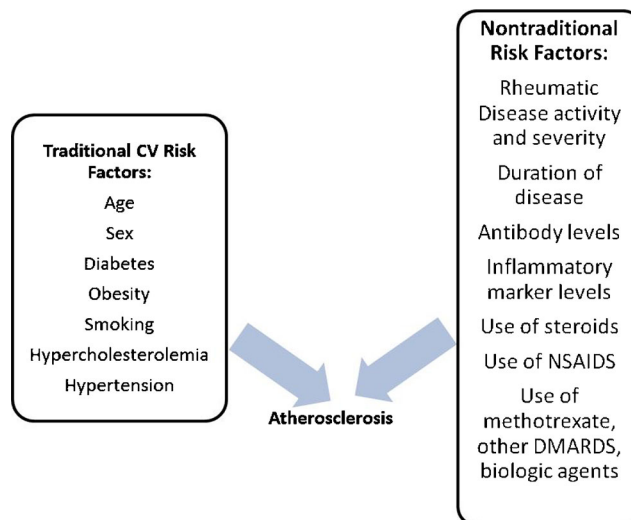 Traditional CV Risk
Factors:
Age
Sex
Diabetes
Obesity
Smoking
Hypercholesterolemia
Hypertension
Atherosclerosis
Nontraditional
Risk Factors:
Rheumatic
Disease activity
and severity
Duration of
disease
Antibody levels
Inflammatory
marker levels
Use of steroids
Use of NSAIDS
Use of
methotrexate,
other DMARDS,
biologic agents